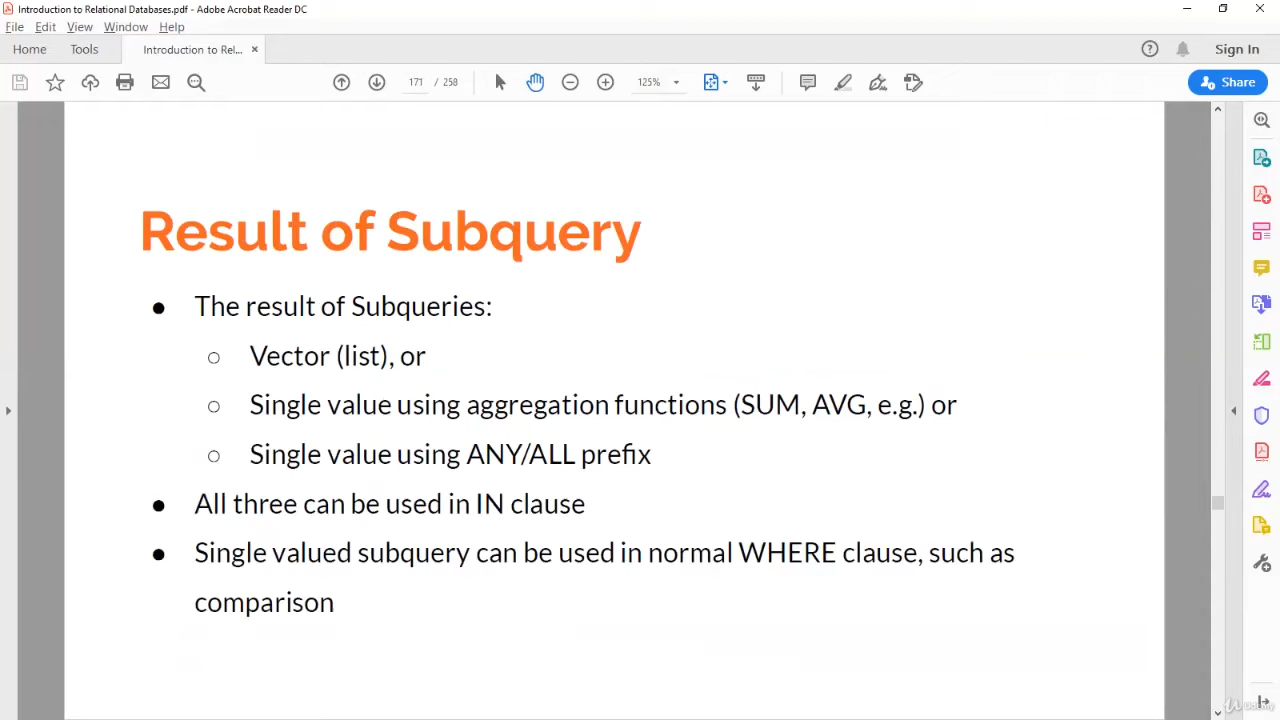 Introduction to Relational Databases.pdf - Adobe Acrobat Reader DC
File Edit View Window Help
Home Tools Introduction to Rel... × Sign In
171 / 258 125% Share
Result of Subquery
● The result of Subqueries:
○ Vector (list), or
○ Single value using aggregation functions (SUM, AVG, e.g.) or
○ Single value using ANY/ALL prefix
● All three can be used in IN clause
● Single valued subquery can be used in normal WHERE clause, such as
comparison
Udemy